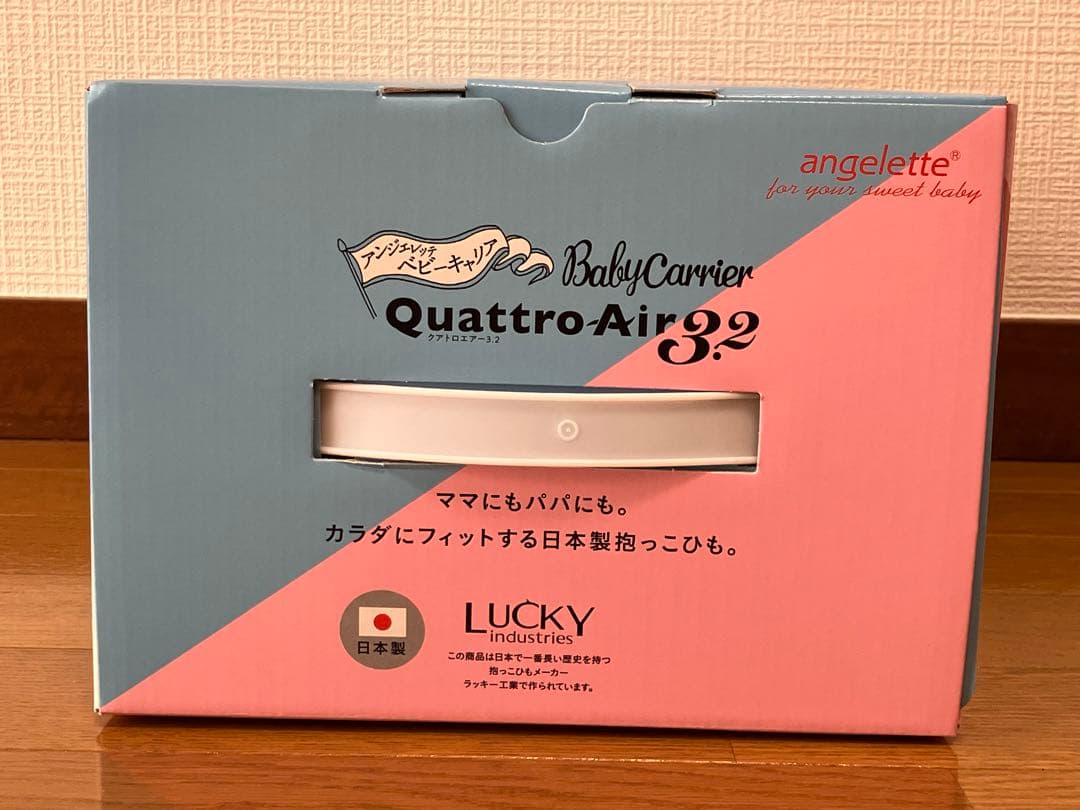 angelette®
for your sweet baby
アンジェレッテ
ベビーキャリア
Baby Carrier
Quattro-Air 3.2
クアトロエアー3.2
ママにもパパにも。
カラダにフィットする日本製抱っこひも。
日本製
LUCKY
industries
この商品は日本で一番長い歴史を持つ
抱っこひもメーカー
ラッキー工業で作られています。